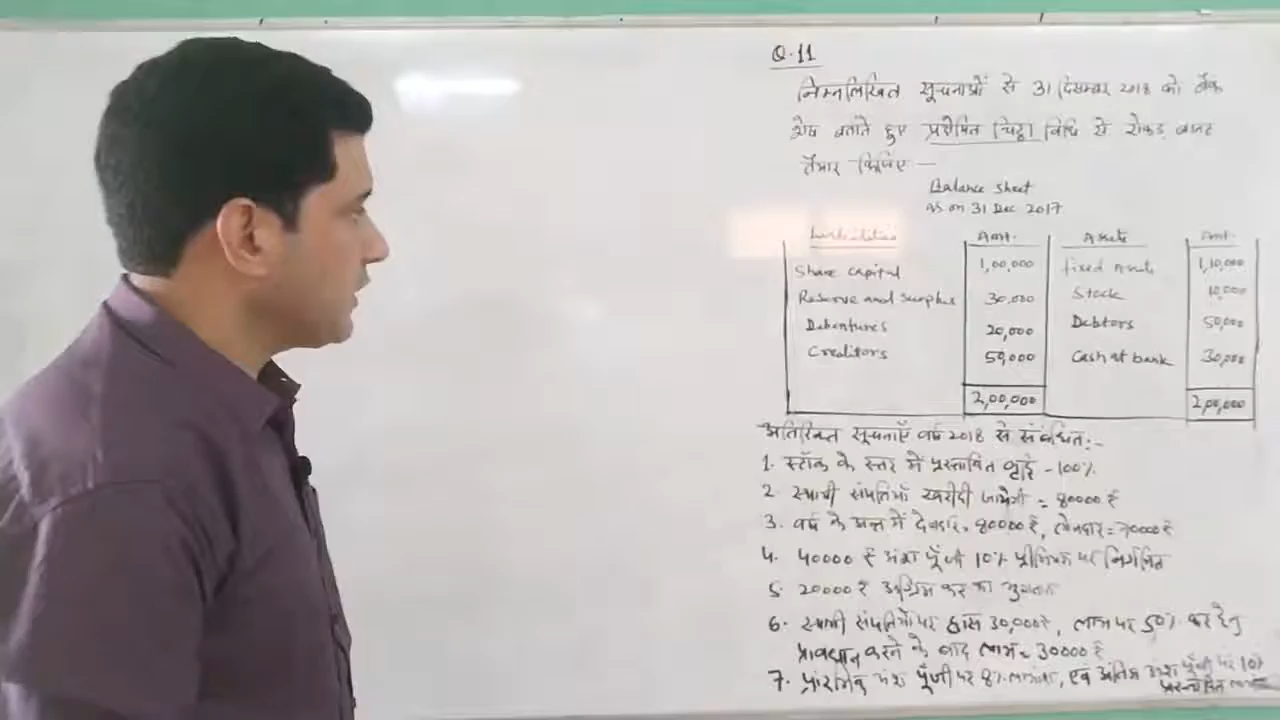 Q.11
निम्नलिखित सूचनाओं से 31 दिसम्बर 2018 को बैंक
शेष बताते हुए प्रक्षेपित चिट्ठा विधि से रोकड़ बजट
तैयार कीजिए —
Balance sheet
as on 31 Dec 2017
Liabilities Amt. Assets Amt.
Share capital 1,00,000 fixed Assets 1,10,000
Reserve and Surplus 30,000 Stock 10,000
Debentures 20,000 Debtors 50,000
Creditors 50,000 Cash at bank 30,000
2,00,000 2,00,000
अतिरिक्त सूचनाएँ वर्ष 2018 से संबंधित:-
1. स्टॉक के स्तर में प्रस्तावित वृद्धि - 100%
2. स्थायी संपतियाँ खरीदी जायेगी = 80000 ₹
3. वर्ष के अन्त में देनदार = 80000 ₹, लेनदार = 70000 ₹
4. 40000 ₹ अंश पूँजी 10% प्रीमियम पर निर्गमित
5. 20000 ₹ अग्रिम कर का भुगतान
6. स्थायी संपतियों पर ह्रास 30,000 ₹, लाभ पर 50% कर हेतु
प्रावधान करने के बाद लाभ = 30000 ₹
7. प्रारंभिक अंश पूँजी पर 8% लाभांश, एवं अंतिम अंश पूँजी पर 10%
प्रस्तावित